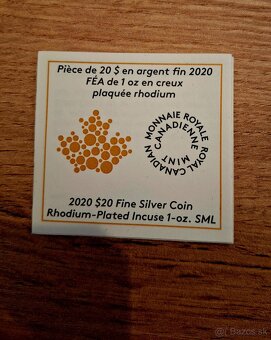 Pièce de 20 $ en argent fin 2020
FÉA de 1 oz en creux
plaquée rhodium
MONNAIE ROYALE CANADIENNE
ROYAL CANADIAN MINT
2020 $20 Fine Silver Coin
Rhodium-Plated Incuse 1-oz. SML
Bazos.sk